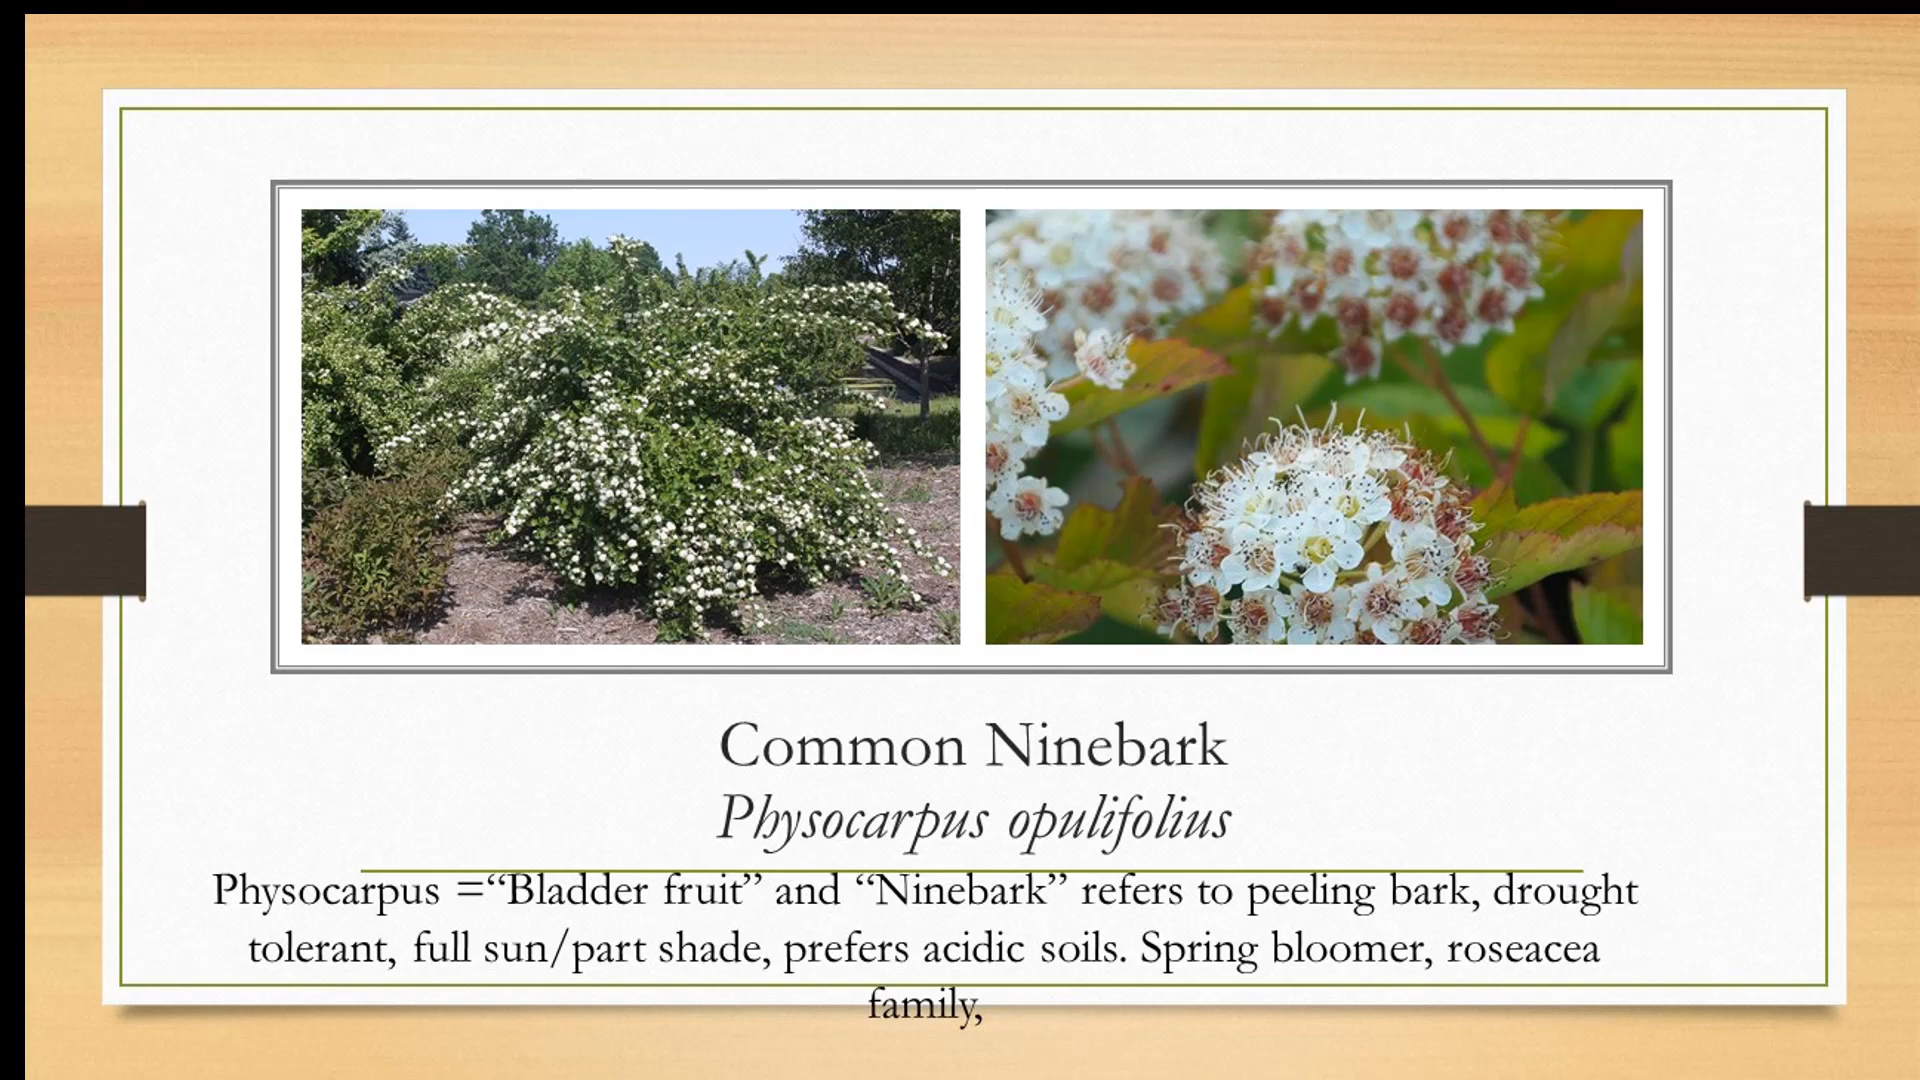 Common Ninebark
Physocarpus opulifolius
Physocarpus =“Bladder fruit” and “Ninebark” refers to peeling bark, drought
tolerant, full sun/part shade, prefers acidic soils. Spring bloomer, roseacea
family,